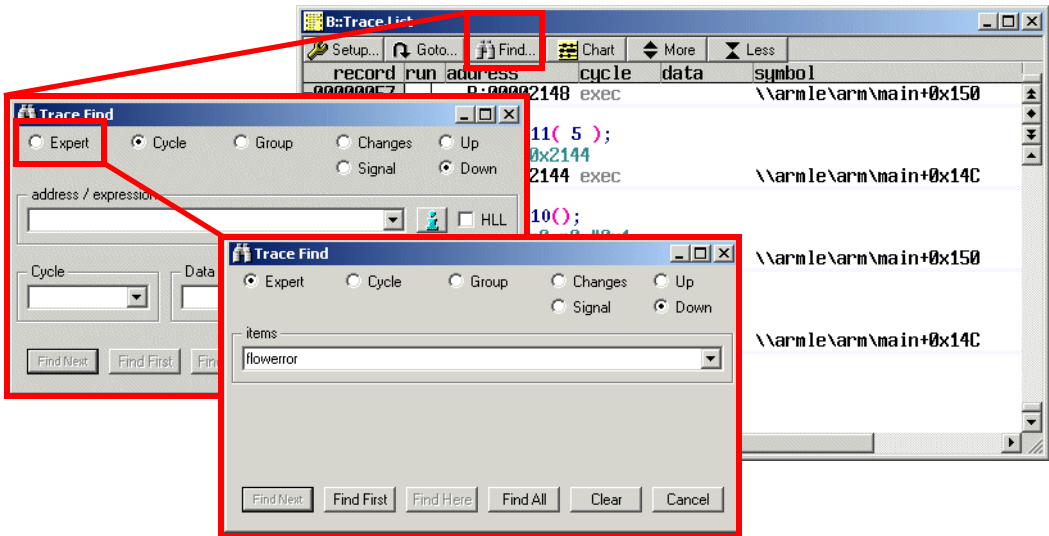 B::Trace.List
Setup... Goto... Find... Chart More Less
record run address cycle data symbol
2148 exec \\armle\arm\main+0x150
11( 5 );
0x2144
2144 exec \\armle\arm\main+0x14C
10();
\\armle\arm\main+0x150
\\armle\arm\main+0x14C
Trace Find
Expert Cycle Group Changes Up
Signal Down
address / expression
HLL
Cycle Data
Find Next Find First
Trace Find
Expert Cycle Group Changes Up
Signal Down
items
flowerror
Find Next Find First Find Here Find All Clear Cancel